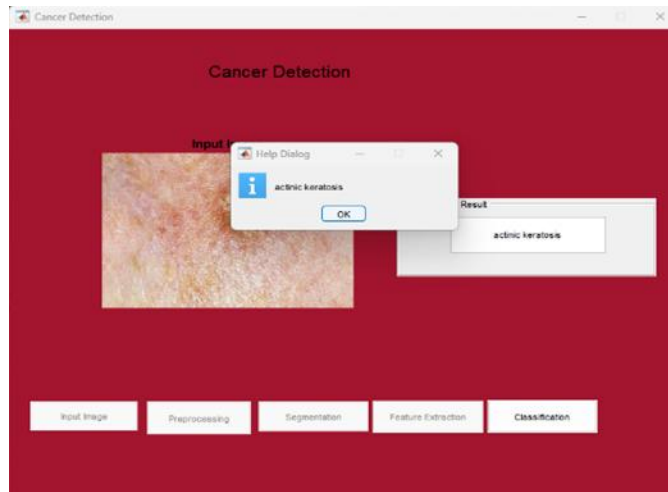 Cancer Detection
Cancer Detection
Input
Help Dialog
actinic keratosis
OK
Result
actinic keratosis
Input Image
Preprocessing
Segmentation
Feature Extraction
Classification